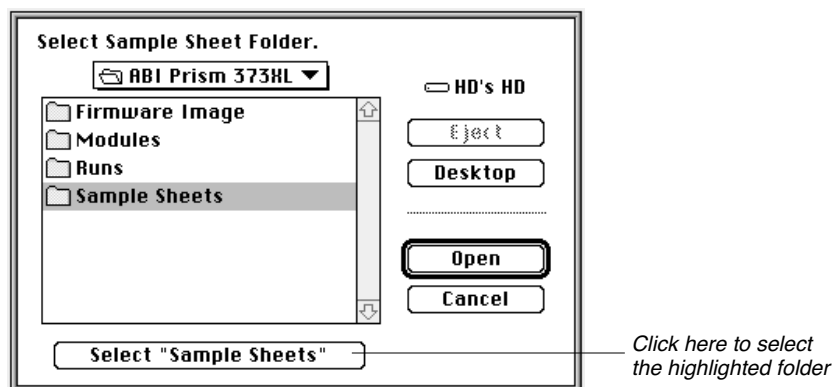 Select Sample Sheet Folder.
ABI Prism 373XL
HD's HD
Firmware Image
Modules
Runs
Sample Sheets
Eject
Desktop
Open
Cancel
Select "Sample Sheets"
Click here to select
the highlighted folder